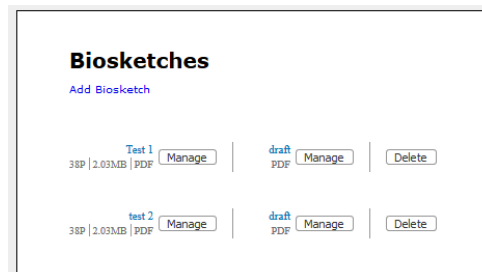 Biosketches
Add Biosketch
Test 1 Manage draft Manage Delete
38P | 2.03MB | PDF PDF
test 2 Manage draft Manage Delete
38P | 2.03MB | PDF PDF